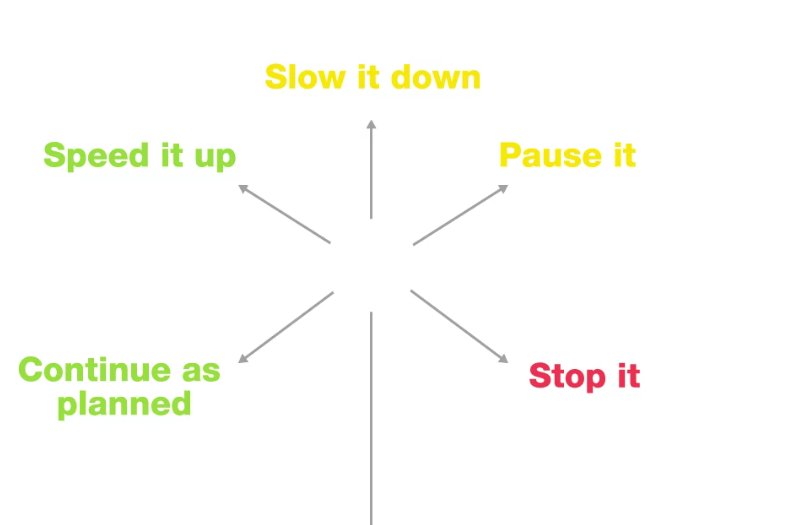 Slow it down
Speed it up
Pause it
Continue as
planned
Stop it